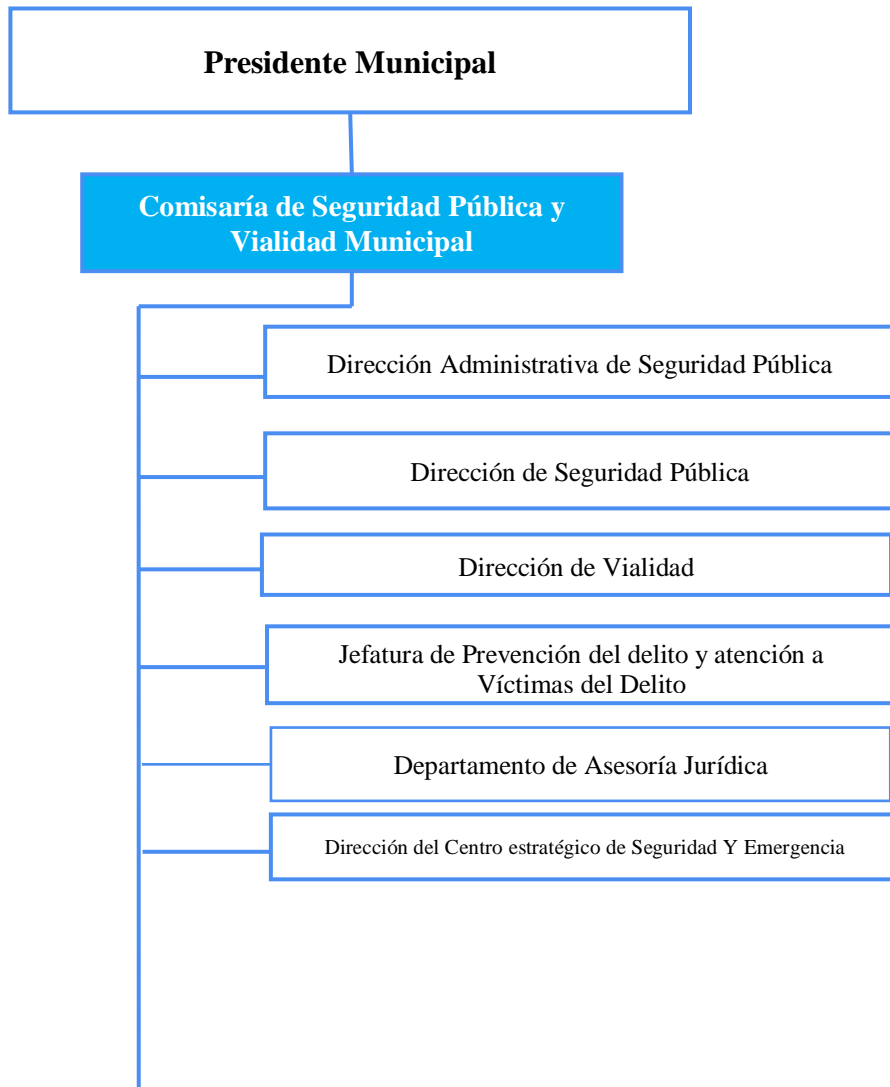 Presidente Municipal
Comisaría de Seguridad Pública y
Vialidad Municipal
Dirección Administrativa de Seguridad Pública
Dirección de Seguridad Pública
Dirección de Vialidad
Jefatura de Prevención del delito y atención a
Víctimas del Delito
Departamento de Asesoría Jurídica
Dirección del Centro estratégico de Seguridad Y Emergencia